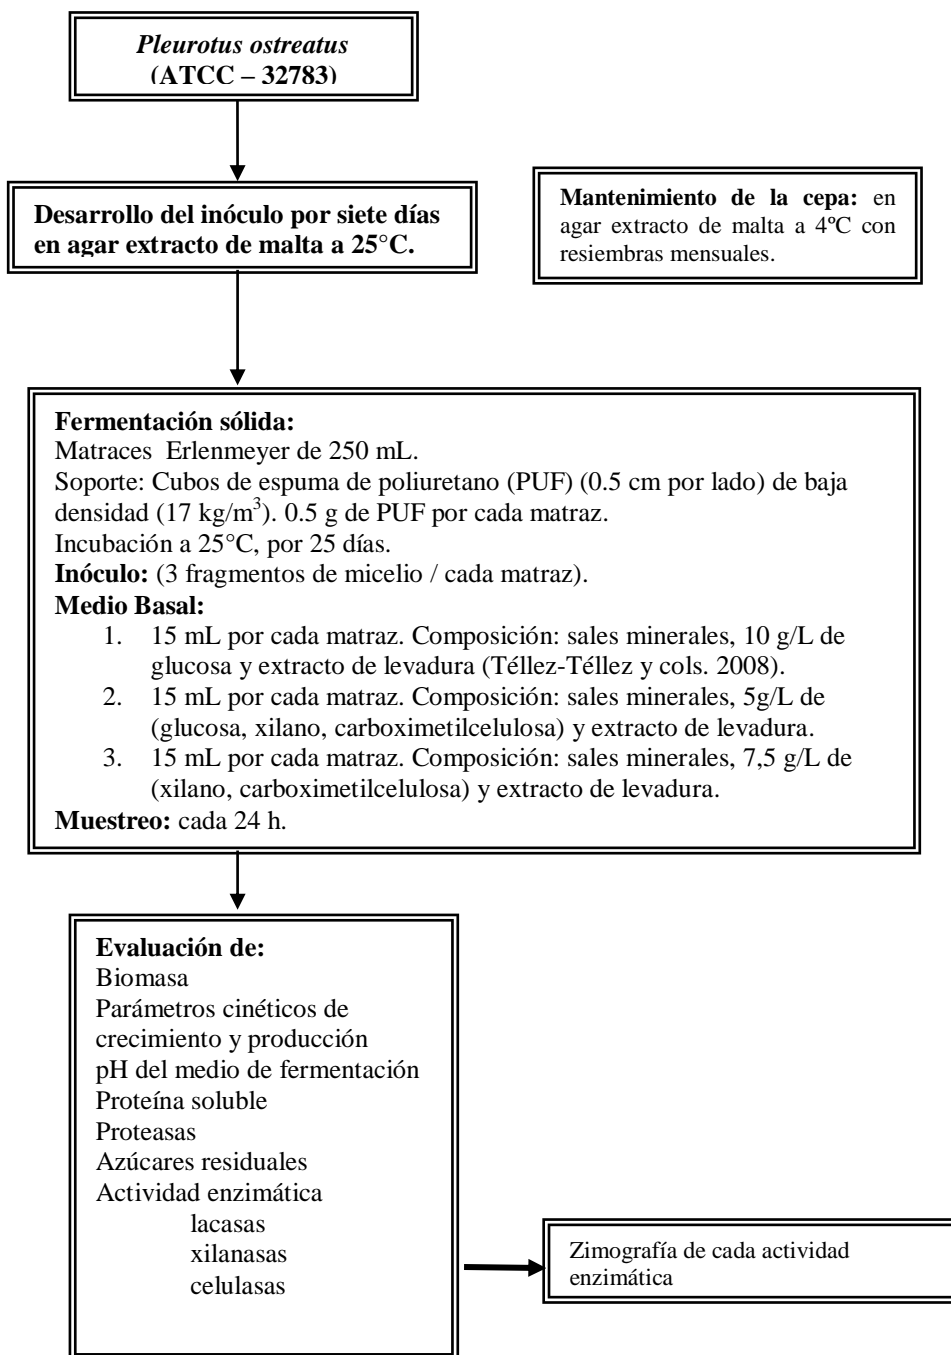 Pleurotus ostreatus
(ATCC – 32783)
Desarrollo del inóculo por siete días
en agar extracto de malta a 25°C.
Mantenimiento de la cepa: en
agar extracto de malta a 4ºC con
resiembras mensuales.
Fermentación sólida:
Matraces Erlenmeyer de 250 mL.
Soporte: Cubos de espuma de poliuretano (PUF) (0.5 cm por lado) de baja
densidad (17 kg/m³). 0.5 g de PUF por cada matraz.
Incubación a 25°C, por 25 días.
Inóculo: (3 fragmentos de micelio / cada matraz).
Medio Basal:
1. 15 mL por cada matraz. Composición: sales minerales, 10 g/L de
glucosa y extracto de levadura (Téllez-Téllez y cols. 2008).
2. 15 mL por cada matraz. Composición: sales minerales, 5g/L de
(glucosa, xilano, carboximetilcelulosa) y extracto de levadura.
3. 15 mL por cada matraz. Composición: sales minerales, 7,5 g/L de
(xilano, carboximetilcelulosa) y extracto de levadura.
Muestreo: cada 24 h.
Evaluación de:
Biomasa
Parámetros cinéticos de
crecimiento y producción
pH del medio de fermentación
Proteína soluble
Proteasas
Azúcares residuales
Actividad enzimática
lacasas
xilanasas
celulasas
Zimografía de cada actividad
enzimática